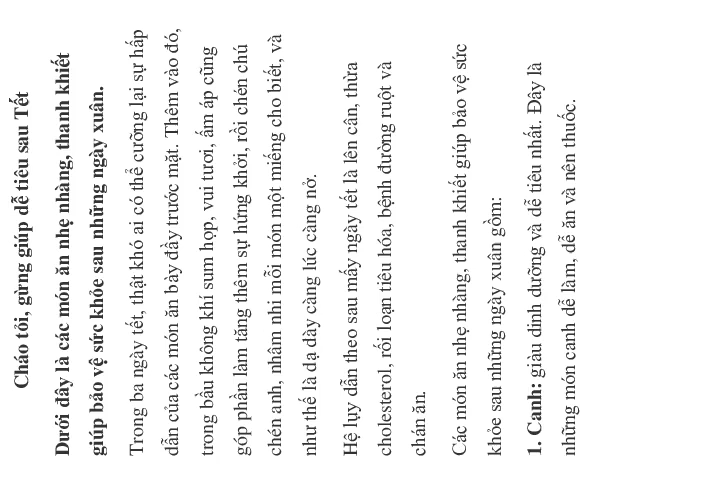 Cháo tỏi, gừng giúp dễ tiêu sau Tết
Dưới đây là các món ăn nhẹ nhàng, thanh khiết
giúp bảo vệ sức khỏe sau những ngày xuân.
Trong ba ngày tết, thật khó ai có thể cưỡng lại sự hấp
dẫn của các món ăn bày đầy trước mặt. Thêm vào đó,
trong bầu không khí sum họp, vui tươi, ấm áp cũng
góp phần làm tăng thêm sự hứng khởi, rồi chén chú
chén anh, nhâm nhi mỗi món một miếng cho biết, và
như thế là dạ dày càng lúc càng nở.
Hệ lụy dẫn theo sau mấy ngày tết là lên cân, thừa
cholesterol, rối loạn tiêu hóa, bệnh đường ruột và
chán ăn.
Các món ăn nhẹ nhàng, thanh khiết giúp bảo vệ sức
khỏe sau những ngày xuân gồm:
1. Canh: giàu dinh dưỡng và dễ tiêu nhất. Đây là
những món canh dễ làm, dễ ăn và nên thuốc.